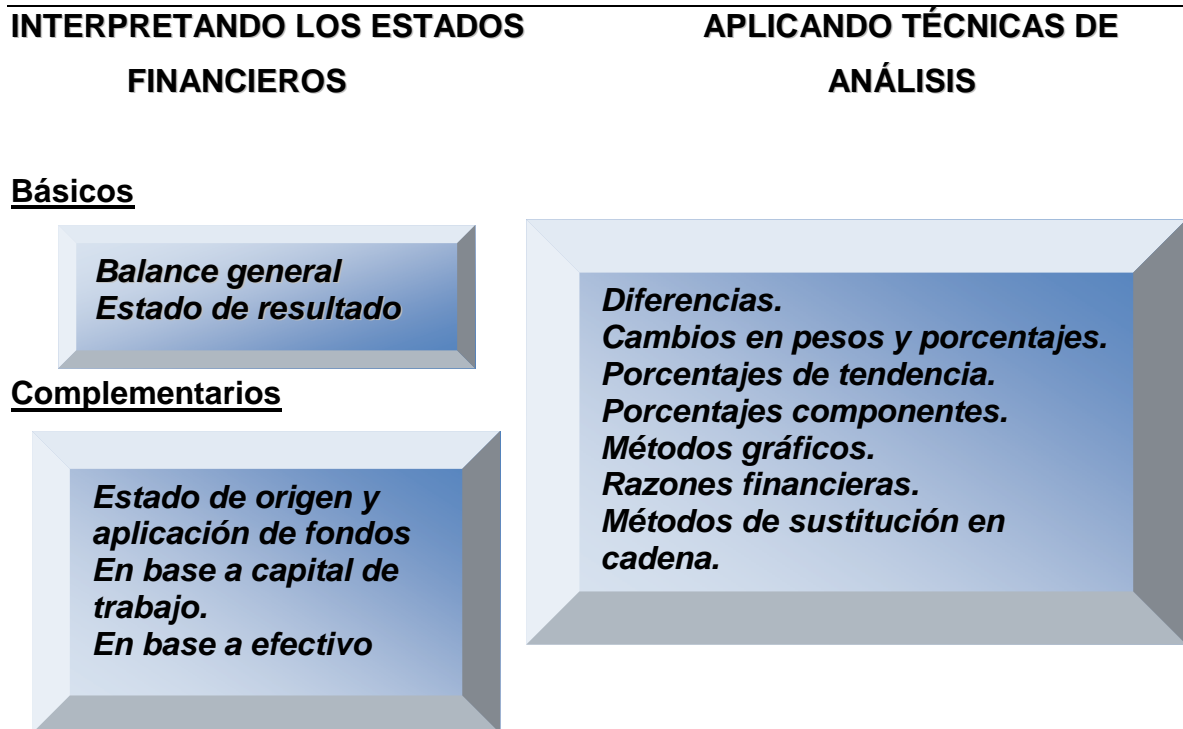 INTERPRETANDO LOS ESTADOS
FINANCIEROS
APLICANDO TÉCNICAS DE
ANÁLISIS
Básicos
Balance general
Estado de resultado
Complementarios
Estado de origen y
aplicación de fondos
En base a capital de
trabajo.
En base a efectivo
Diferencias.
Cambios en pesos y porcentajes.
Porcentajes de tendencia.
Porcentajes componentes.
Métodos gráficos.
Razones financieras.
Métodos de sustitución en
cadena.